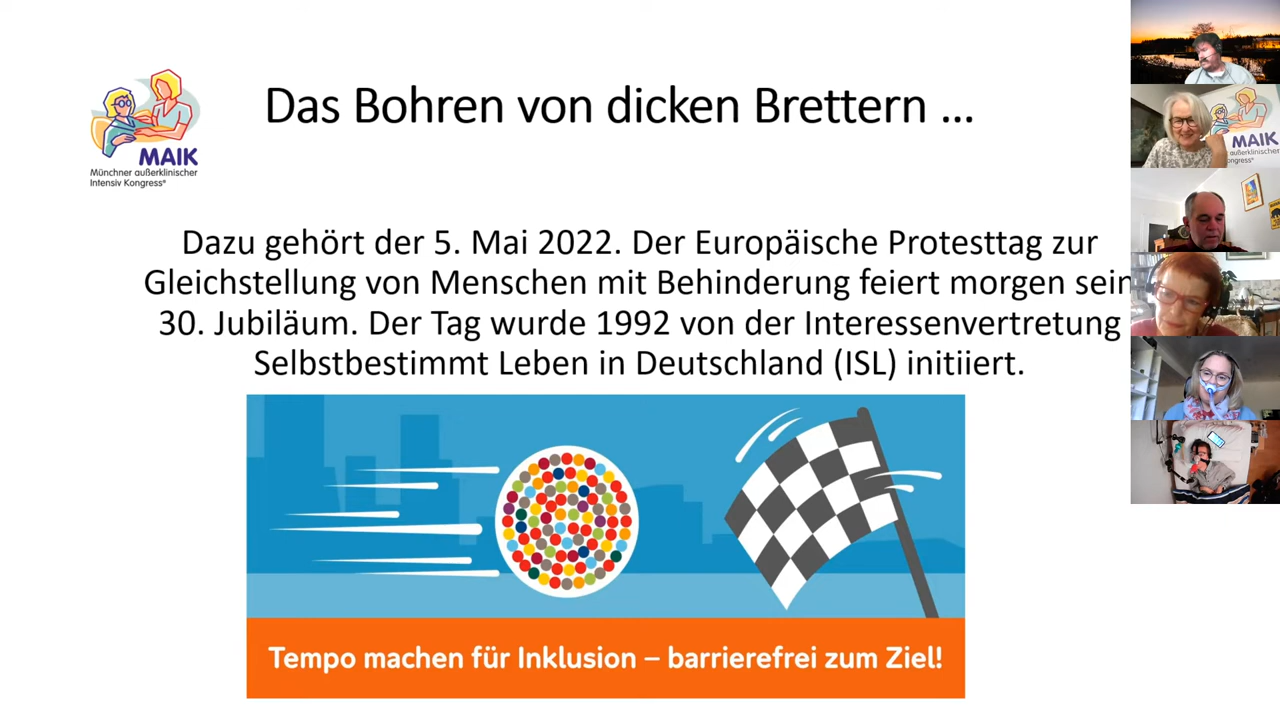 Das Bohren von dicken Brettern ...
MAIK
Münchner außerklinischer
Intensiv Kongress®
Dazu gehört der 5. Mai 2022. Der Europäische Protesttag zur
Gleichstellung von Menschen mit Behinderung feiert morgen sein
30. Jubiläum. Der Tag wurde 1992 von der Interessenvertretung
Selbstbestimmt Leben in Deutschland (ISL) initiiert.
Tempo machen für Inklusion – barrierefrei zum Ziel!
MAIK
außerklinischer